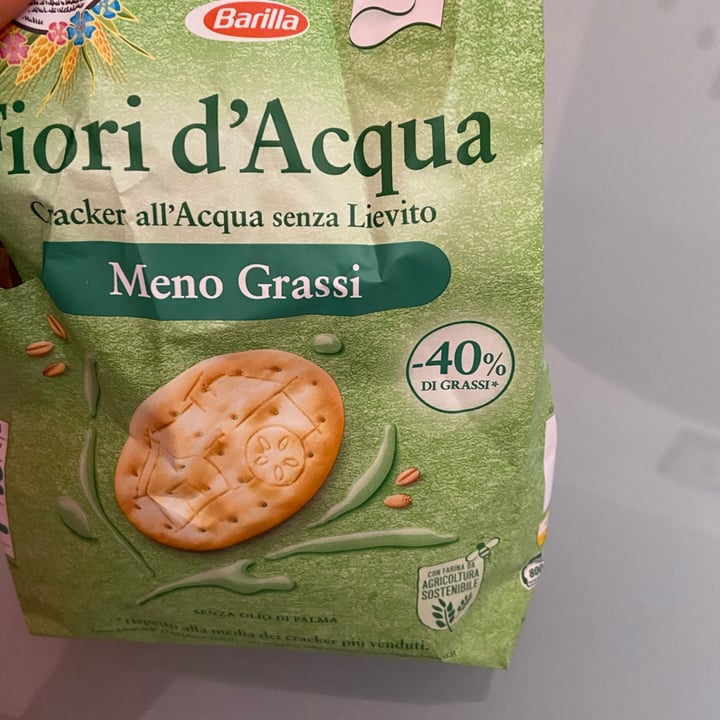 Barilla
Fiori d'Acqua
Cracker all'Acqua senza Lievito
Meno Grassi
-40%
DI GRASSI*
CON FARINA DA
AGRICOLTURA
SOSTENIBILE
SENZA OLIO DI PALMA
* rispetto alla media dei cracker più venduti.